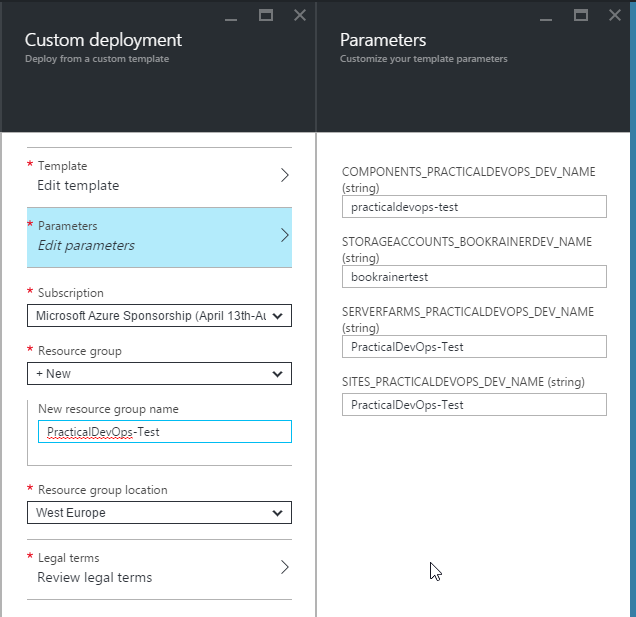 Custom deployment
Deploy from a custom template
* Template
Edit template
* Parameters
Edit parameters
* Subscription
Microsoft Azure Sponsorship (April 13th-Au
* Resource group
+ New
New resource group name
PracticalDevOps-Test
* Resource group location
West Europe
* Legal terms
Review legal terms
Parameters
Customize your template parameters
COMPONENTS_PRACTICALDEVOPS_DEV_NAME
(string)
practicaldevops-test
STORAGEACCOUNTS_BOOKRAINERDEV_NAME
(string)
bookrainertest
SERVERFARMS_PRACTICALDEVOPS_DEV_NAME
(string)
PracticalDevOps-Test
SITES_PRACTICALDEVOPS_DEV_NAME (string)
PracticalDevOps-Test